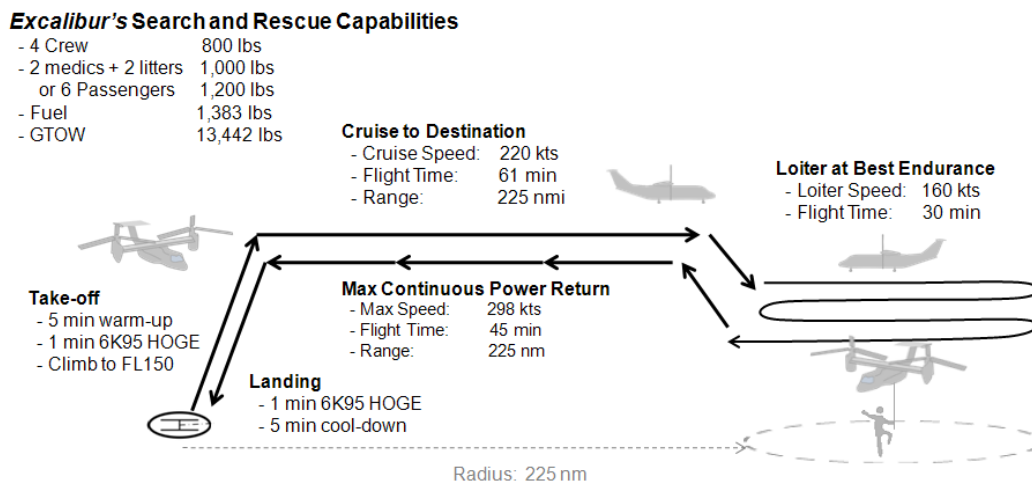 Excalibur's Search and Rescue Capabilities
- 4 Crew 800 lbs
- 2 medics + 2 litters 1,000 lbs
or 6 Passengers 1,200 lbs
- Fuel 1,383 lbs
- GTOW 13,442 lbs
Cruise to Destination
- Cruise Speed: 220 kts
- Flight Time: 61 min
- Range: 225 nmi
Loiter at Best Endurance
- Loiter Speed: 160 kts
- Flight Time: 30 min
Take-off
- 5 min warm-up
- 1 min 6K95 HOGE
- Climb to FL150
Max Continuous Power Return
- Max Speed: 298 kts
- Flight Time: 45 min
- Range: 225 nm
Landing
- 1 min 6K95 HOGE
- 5 min cool-down
Radius: 225 nm